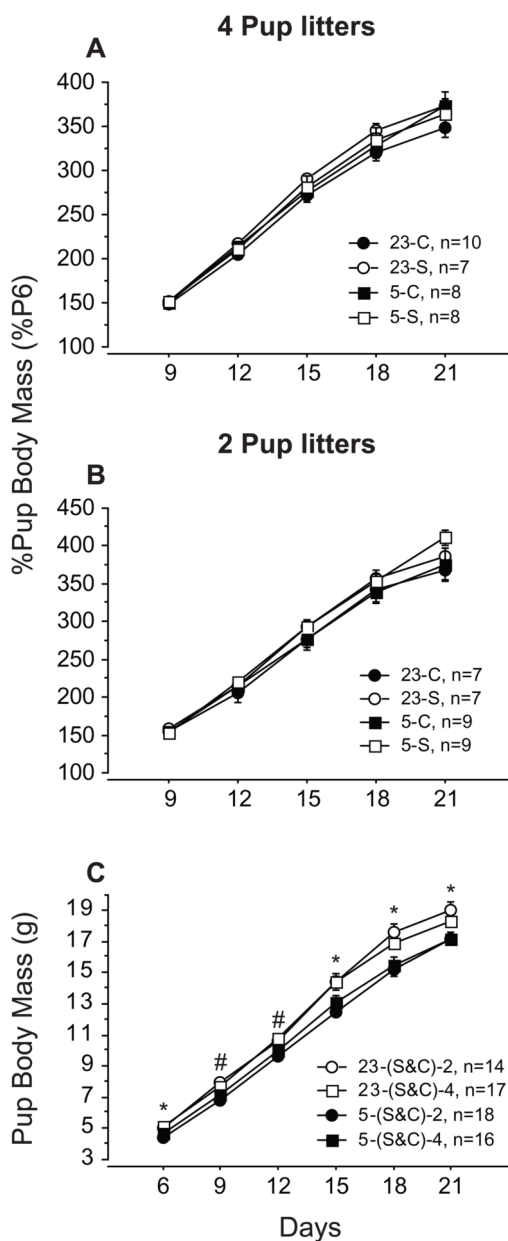 4 Pup litters
A
400
350
300
250
200
150
100
23-C, n=10
23-S, n=7
5-C, n=8
5-S, n=8
9 12 15 18 21
%Pup Body Mass (%P6)
2 Pup litters
B
450
400
350
300
250
200
150
100
23-C, n=7
23-S, n=7
5-C, n=9
5-S, n=9
9 12 15 18 21
C
Pup Body Mass (g)
19
17
15
13
11
9
7
5
3
* # # * * *
23-(S&C)-2, n=14
23-(S&C)-4, n=17
5-(S&C)-2, n=18
5-(S&C)-4, n=16
6 9 12 15 18 21
Days